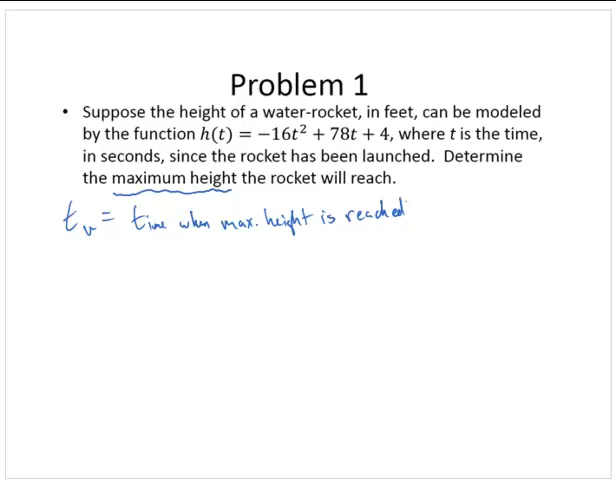 Problem 1
• Suppose the height of a water-rocket, in feet, can be modeled
by the function h(t) = −16t² + 78t + 4, where t is the time,
in seconds, since the rocket has been launched.  Determine
the maximum height the rocket will reach.
tᵥ = time when max. height is reached